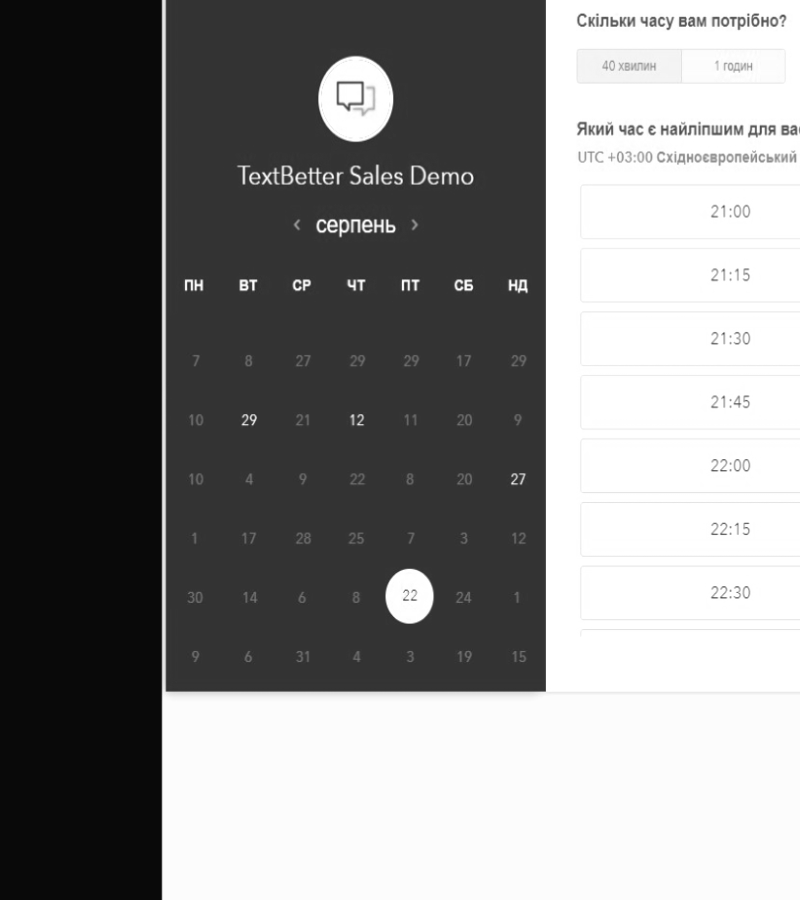 TextBetter Sales Demo
‹ серпень ›
ПН ВТ СР ЧТ ПТ СБ НД
7 8 27 29 29 17 29
10 29 21 12 11 20 9
10 4 9 22 8 20 27
1 17 28 25 7 3 12
30 14 6 8 22 24 1
9 6 31 4 3 19 15
Скільки часу вам потрібно?
40 хвилин 1 годин
Який час є найліпшим для ва
UTC +03:00 Східноєвропейський
21:00
21:15
21:30
21:45
22:00
22:15
22:30